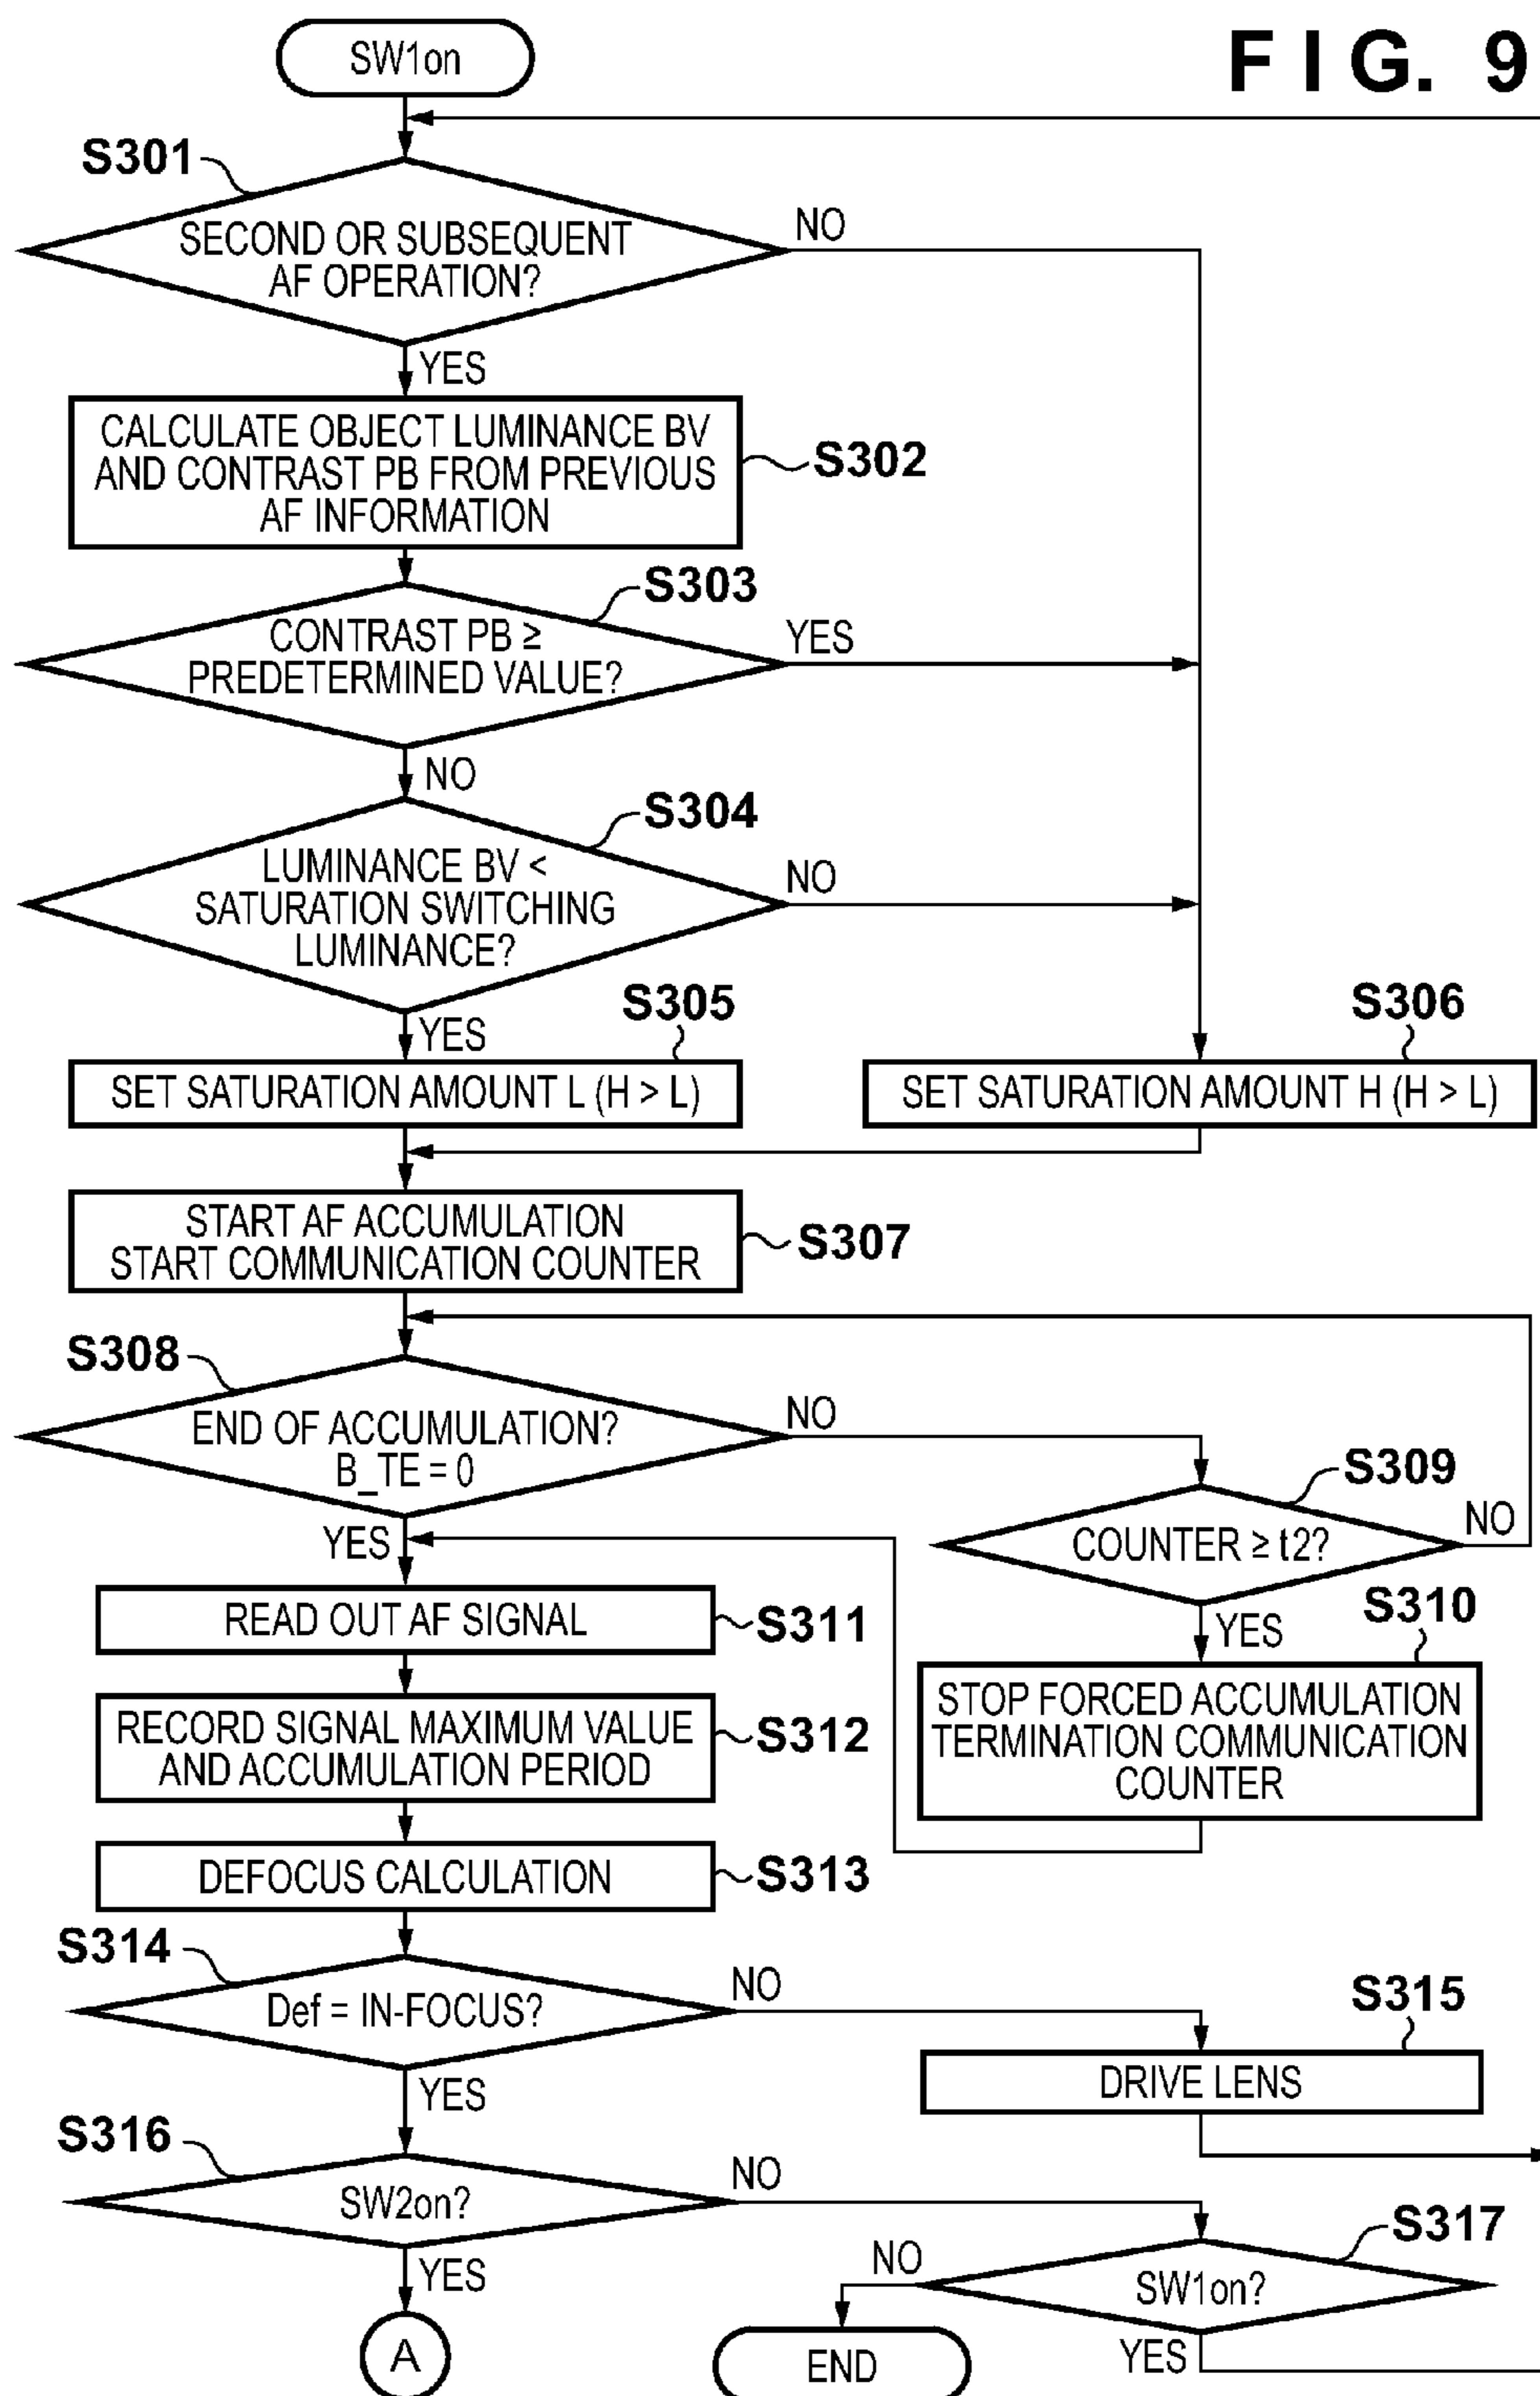 FIG. 9
SW1on
S301
SECOND OR SUBSEQUENT
AF OPERATION?
NO
YES
CALCULATE OBJECT LUMINANCE BV
AND CONTRAST PB FROM PREVIOUS
AF INFORMATION
S302
S303
CONTRAST PB ≥
PREDETERMINED VALUE?
YES
NO
S304
LUMINANCE BV <
SATURATION SWITCHING
LUMINANCE?
NO
YES
S305
SET SATURATION AMOUNT L (H > L)
S306
SET SATURATION AMOUNT H (H > L)
START AF ACCUMULATION
START COMMUNICATION COUNTER
S307
S308
END OF ACCUMULATION?
B_TE = 0
NO
YES
S309
COUNTER ≥ t2?
NO
YES
S310
STOP FORCED ACCUMULATION
TERMINATION COMMUNICATION
COUNTER
READ OUT AF SIGNAL
S311
RECORD SIGNAL MAXIMUM VALUE
AND ACCUMULATION PERIOD
S312
DEFOCUS CALCULATION
S313
S314
Def = IN-FOCUS?
NO
YES
S315
DRIVE LENS
S316
SW2on?
NO
YES
S317
SW1on?
NO
YES
A
END